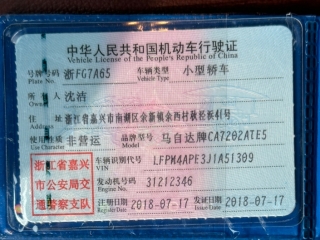 中华人民共和国机动车行驶证
Vehicle License of the People's Republic of China
号牌号码 浙FG7A65 车辆类型 小型轿车
Plate No. Vehicle Type
所有人 沈洁
Owner
住址 浙江省嘉兴市南湖区余新镇余西村秋松浜41号
Address
使用性质 非营运 品牌型号 马自达牌CA7202ATE5
Use Character Model
浙江省嘉兴
市公安局交
通警察支队
车辆识别代号 LFPM4APE3J1A51309
VIN
发动机号码 31212346
Engine No.
注册日期 2018-07-17 发证日期 2018-07-17
Register Date Issue Date